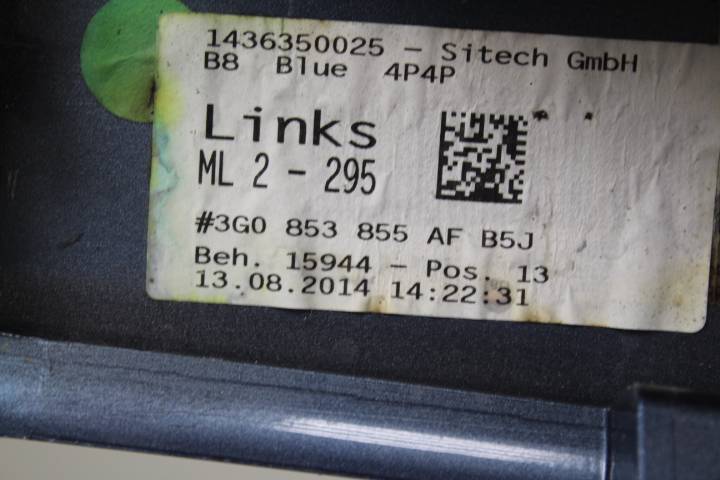 1436350025 - Sitech GmbH
B8 Blue 4P4P
Links
ML 2 - 295
#3G0 853 855 AF B5J
Beh. 15944 - Pos. 13
13.08.2014 14:22:31